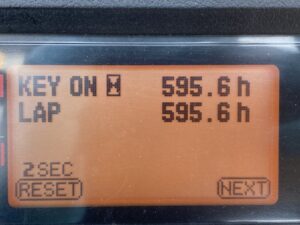 KEY ON 595.6 h
LAP 595.6 h
2SEC
RESET NEXT